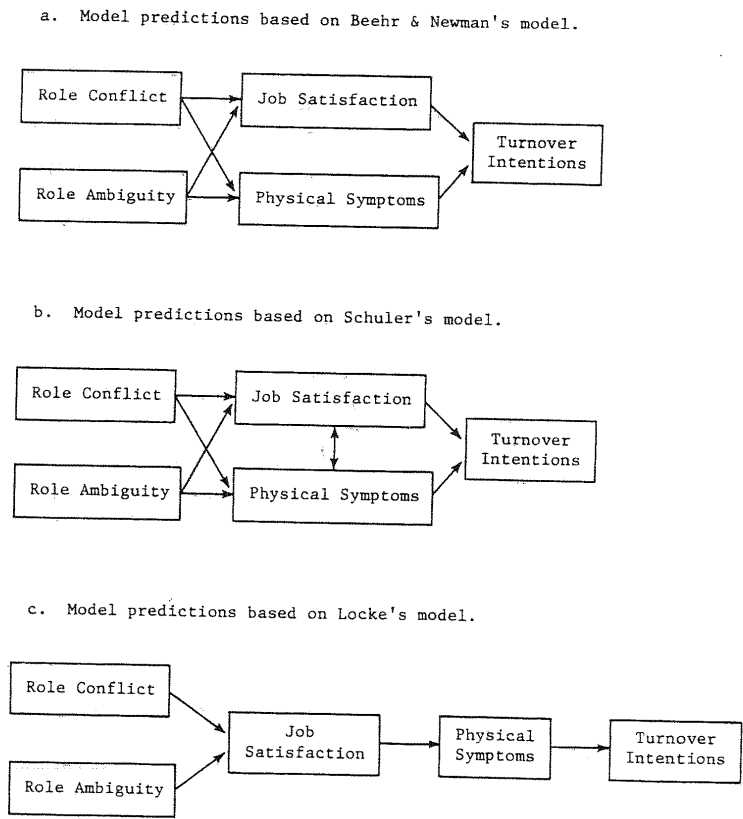 a. Model predictions based on Beehr & Newman's model.
Role Conflict
Job Satisfaction
Turnover
Intentions
Role Ambiguity
Physical Symptoms
b. Model predictions based on Schuler's model.
Role Conflict
Job Satisfaction
Turnover
Intentions
Role Ambiguity
Physical Symptoms
c. Model predictions based on Locke's model.
Role Conflict
Job
Satisfaction
Physical
Symptoms
Turnover
Intentions
Role Ambiguity